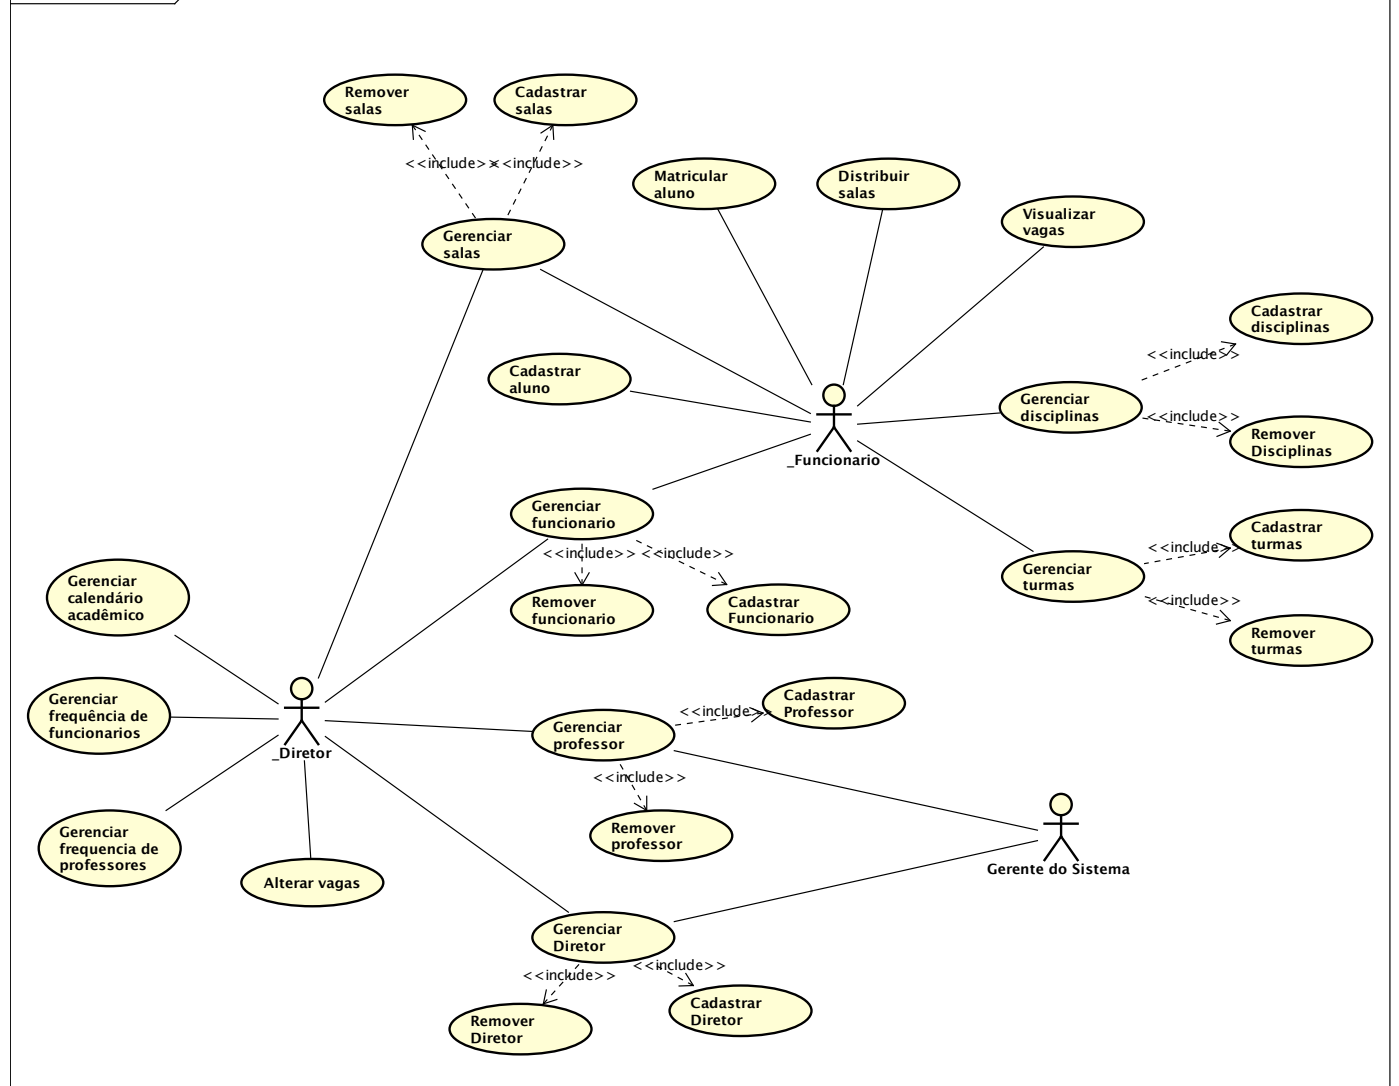 Remover
salas
Cadastrar
salas
<<include>>
<<include>>
Matricular
aluno
Distribuir
salas
Visualizar
vagas
Gerenciar
salas
Cadastrar
disciplinas
<<include>>
Cadastrar
aluno
Gerenciar
disciplinas
<<include>>
Remover
Disciplinas
_Funcionario
Gerenciar
funcionario
<<include>>
<<include>>
Cadastrar
turmas
<<include>>
Gerenciar
turmas
<<include>>
Remover
turmas
Gerenciar
calendário
acadêmico
Remover
funcionario
Cadastrar
Funcionario
Gerenciar
frequência de
funcionarios
_Diretor
Gerenciar
professor
<<include>>
Cadastrar
Professor
<<include>>
Remover
professor
Gerente do Sistema
Gerenciar
frequencia de
professores
Alterar vagas
Gerenciar
Diretor
<<include>>
<<include>>
Remover
Diretor
Cadastrar
Diretor